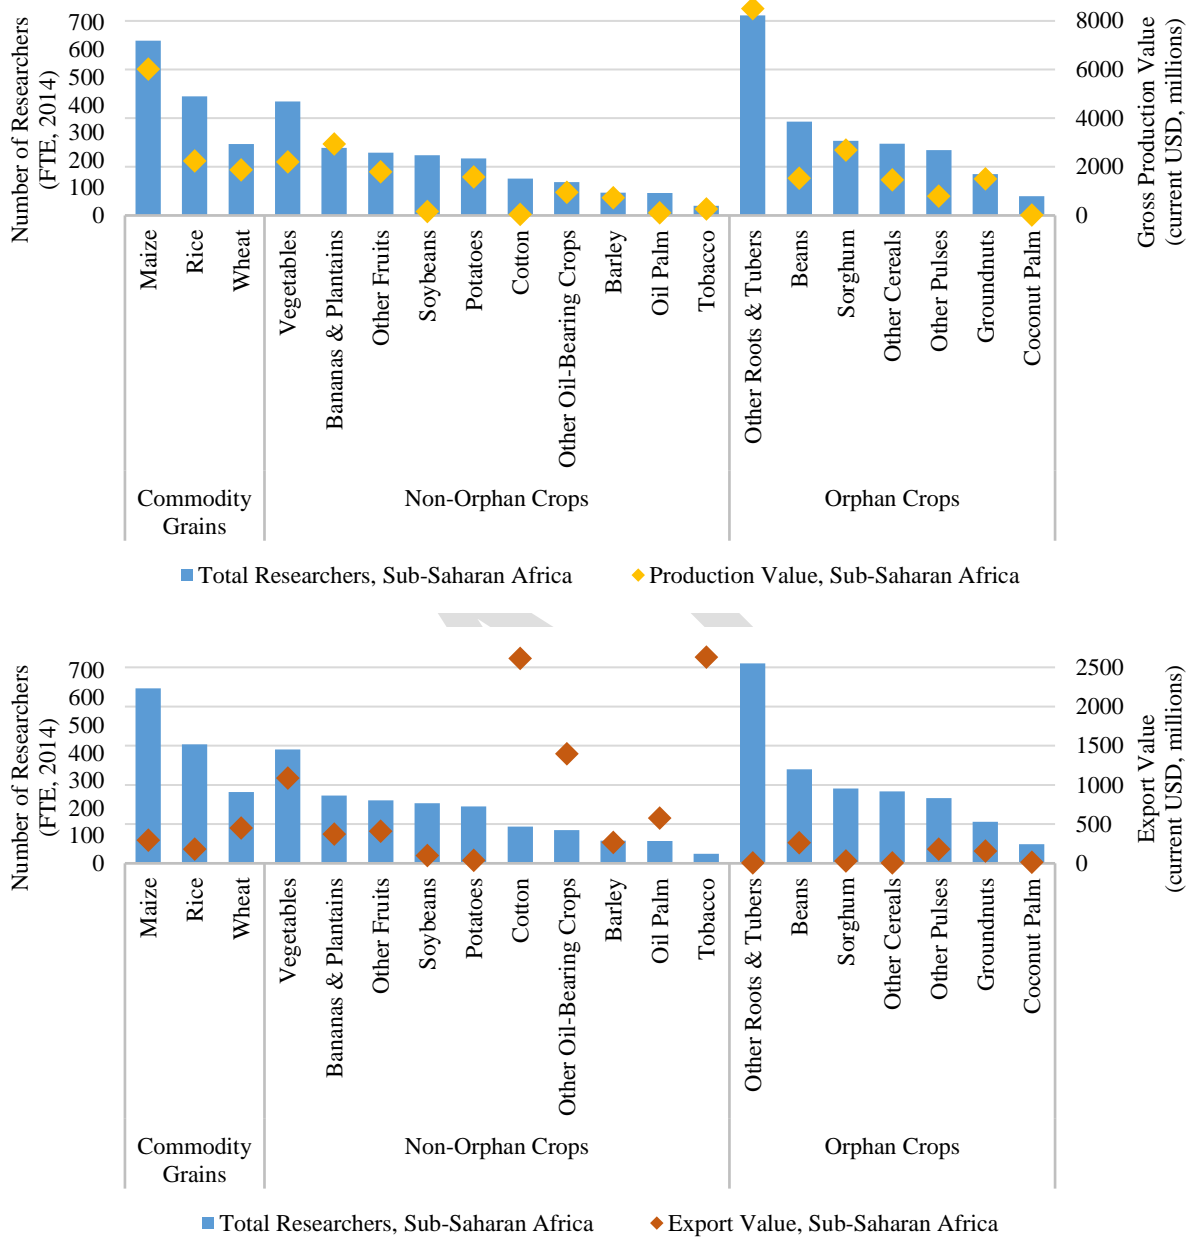 Number of Researchers
(FTE, 2014)
700
600
500
400
300
200
100
0
8000
6000
4000
2000
0
Gross Production Value
(current USD, millions)
Maize
Rice
Wheat
Vegetables
Bananas & Plantains
Other Fruits
Soybeans
Potatoes
Cotton
Other Oil-Bearing Crops
Barley
Oil Palm
Tobacco
Other Roots & Tubers
Beans
Sorghum
Other Cereals
Other Pulses
Groundnuts
Coconut Palm
Commodity
Grains
Non-Orphan Crops
Orphan Crops
Total Researchers, Sub-Saharan Africa
Production Value, Sub-Saharan Africa
Number of Researchers
(FTE, 2014)
700
600
500
400
300
200
100
0
2500
2000
1500
1000
500
0
Export Value
(current USD, millions)
Maize
Rice
Wheat
Vegetables
Bananas & Plantains
Other Fruits
Soybeans
Potatoes
Cotton
Other Oil-Bearing Crops
Barley
Oil Palm
Tobacco
Other Roots & Tubers
Beans
Sorghum
Other Cereals
Other Pulses
Groundnuts
Coconut Palm
Commodity
Grains
Non-Orphan Crops
Orphan Crops
Total Researchers, Sub-Saharan Africa
Export Value, Sub-Saharan Africa